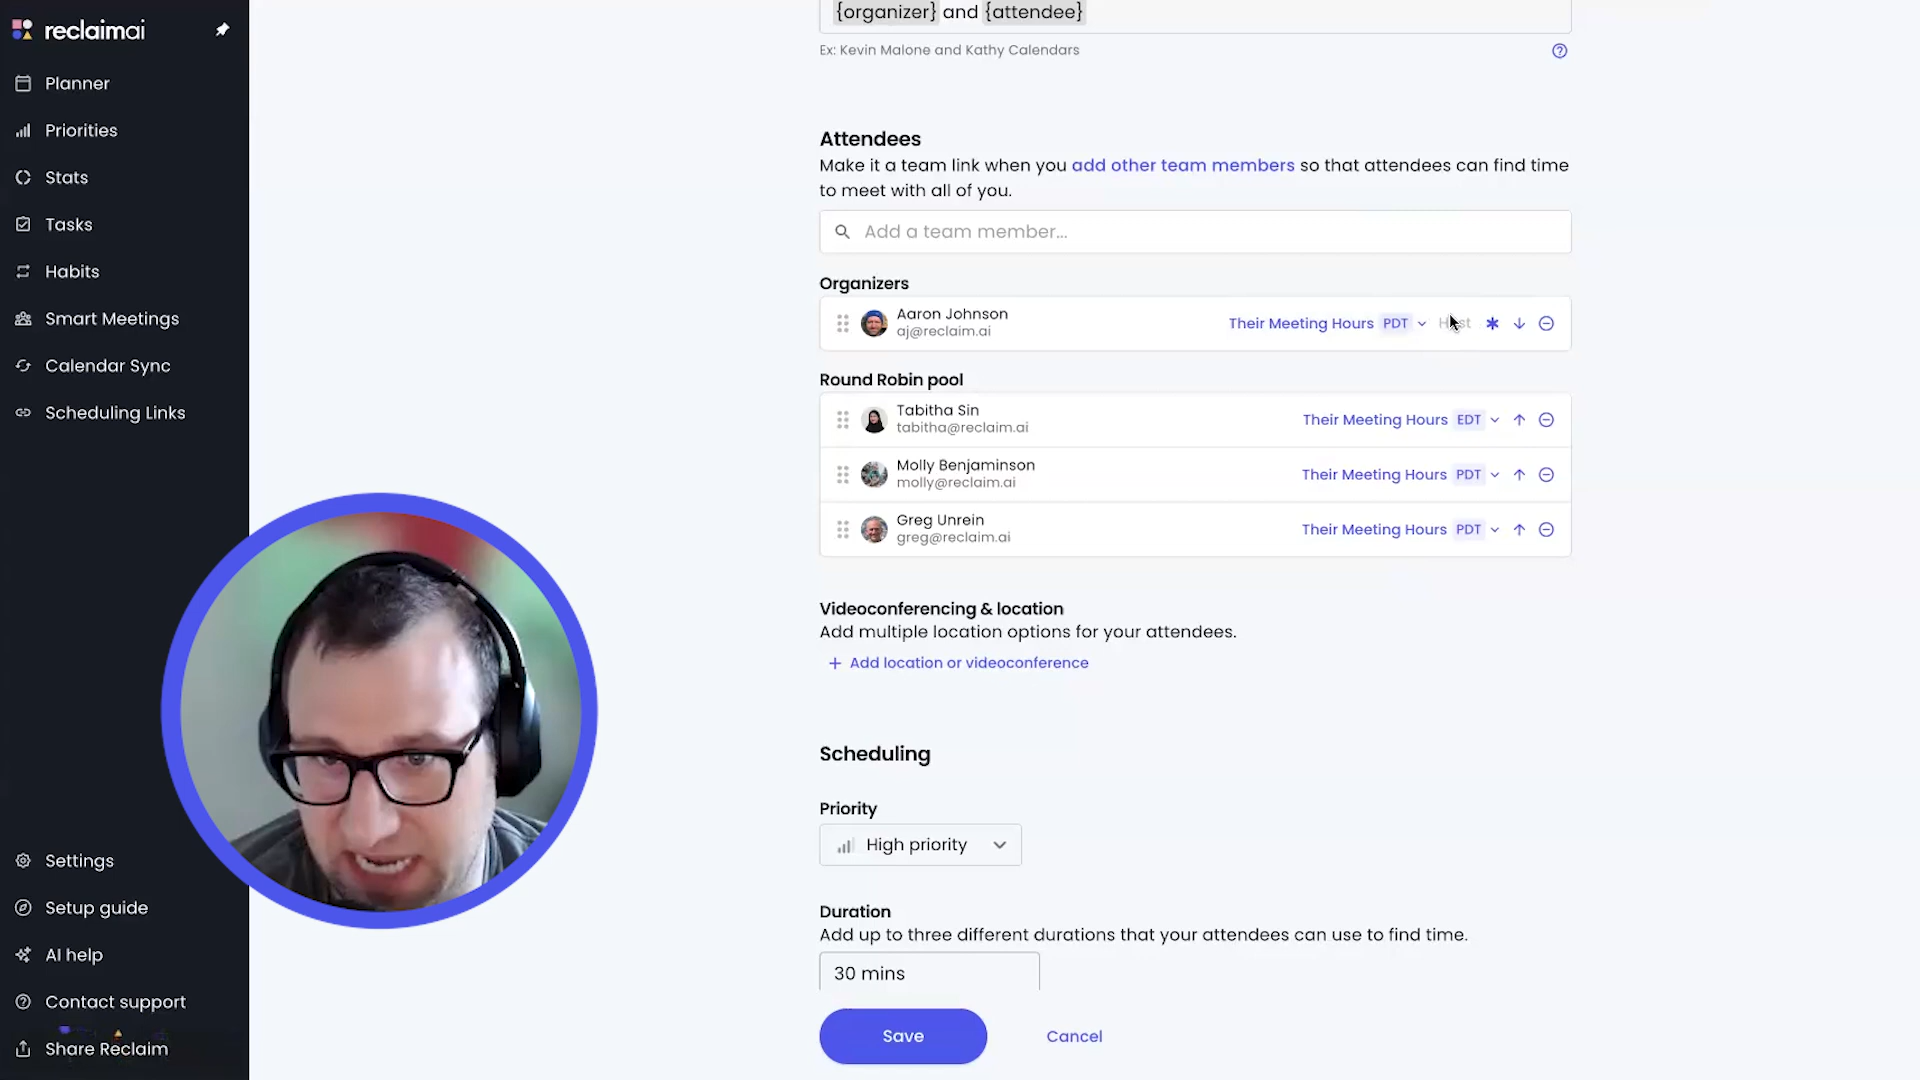 reclaimai
Planner
Priorities
Stats
Tasks
Habits
Smart Meetings
Calendar Sync
Scheduling Links
Settings
Setup guide
AI help
Contact support
Share Reclaim
{organizer} and {attendee}
Ex: Kevin Malone and Kathy Calendars
Attendees
Make it a team link when you add other team members so that attendees can find time
to meet with all of you.
Add a team member...
Organizers
Aaron Johnson
aj@reclaim.ai
Their Meeting Hours PDT
Round Robin pool
Tabitha Sin
tabitha@reclaim.ai
Their Meeting Hours EDT
Molly Benjaminson
molly@reclaim.ai
Their Meeting Hours PDT
Greg Unrein
greg@reclaim.ai
Their Meeting Hours PDT
Videoconferencing & location
Add multiple location options for your attendees.
+ Add location or videoconference
Scheduling
Priority
High priority
Duration
Add up to three different durations that your attendees can use to find time.
30 mins
Save
Cancel